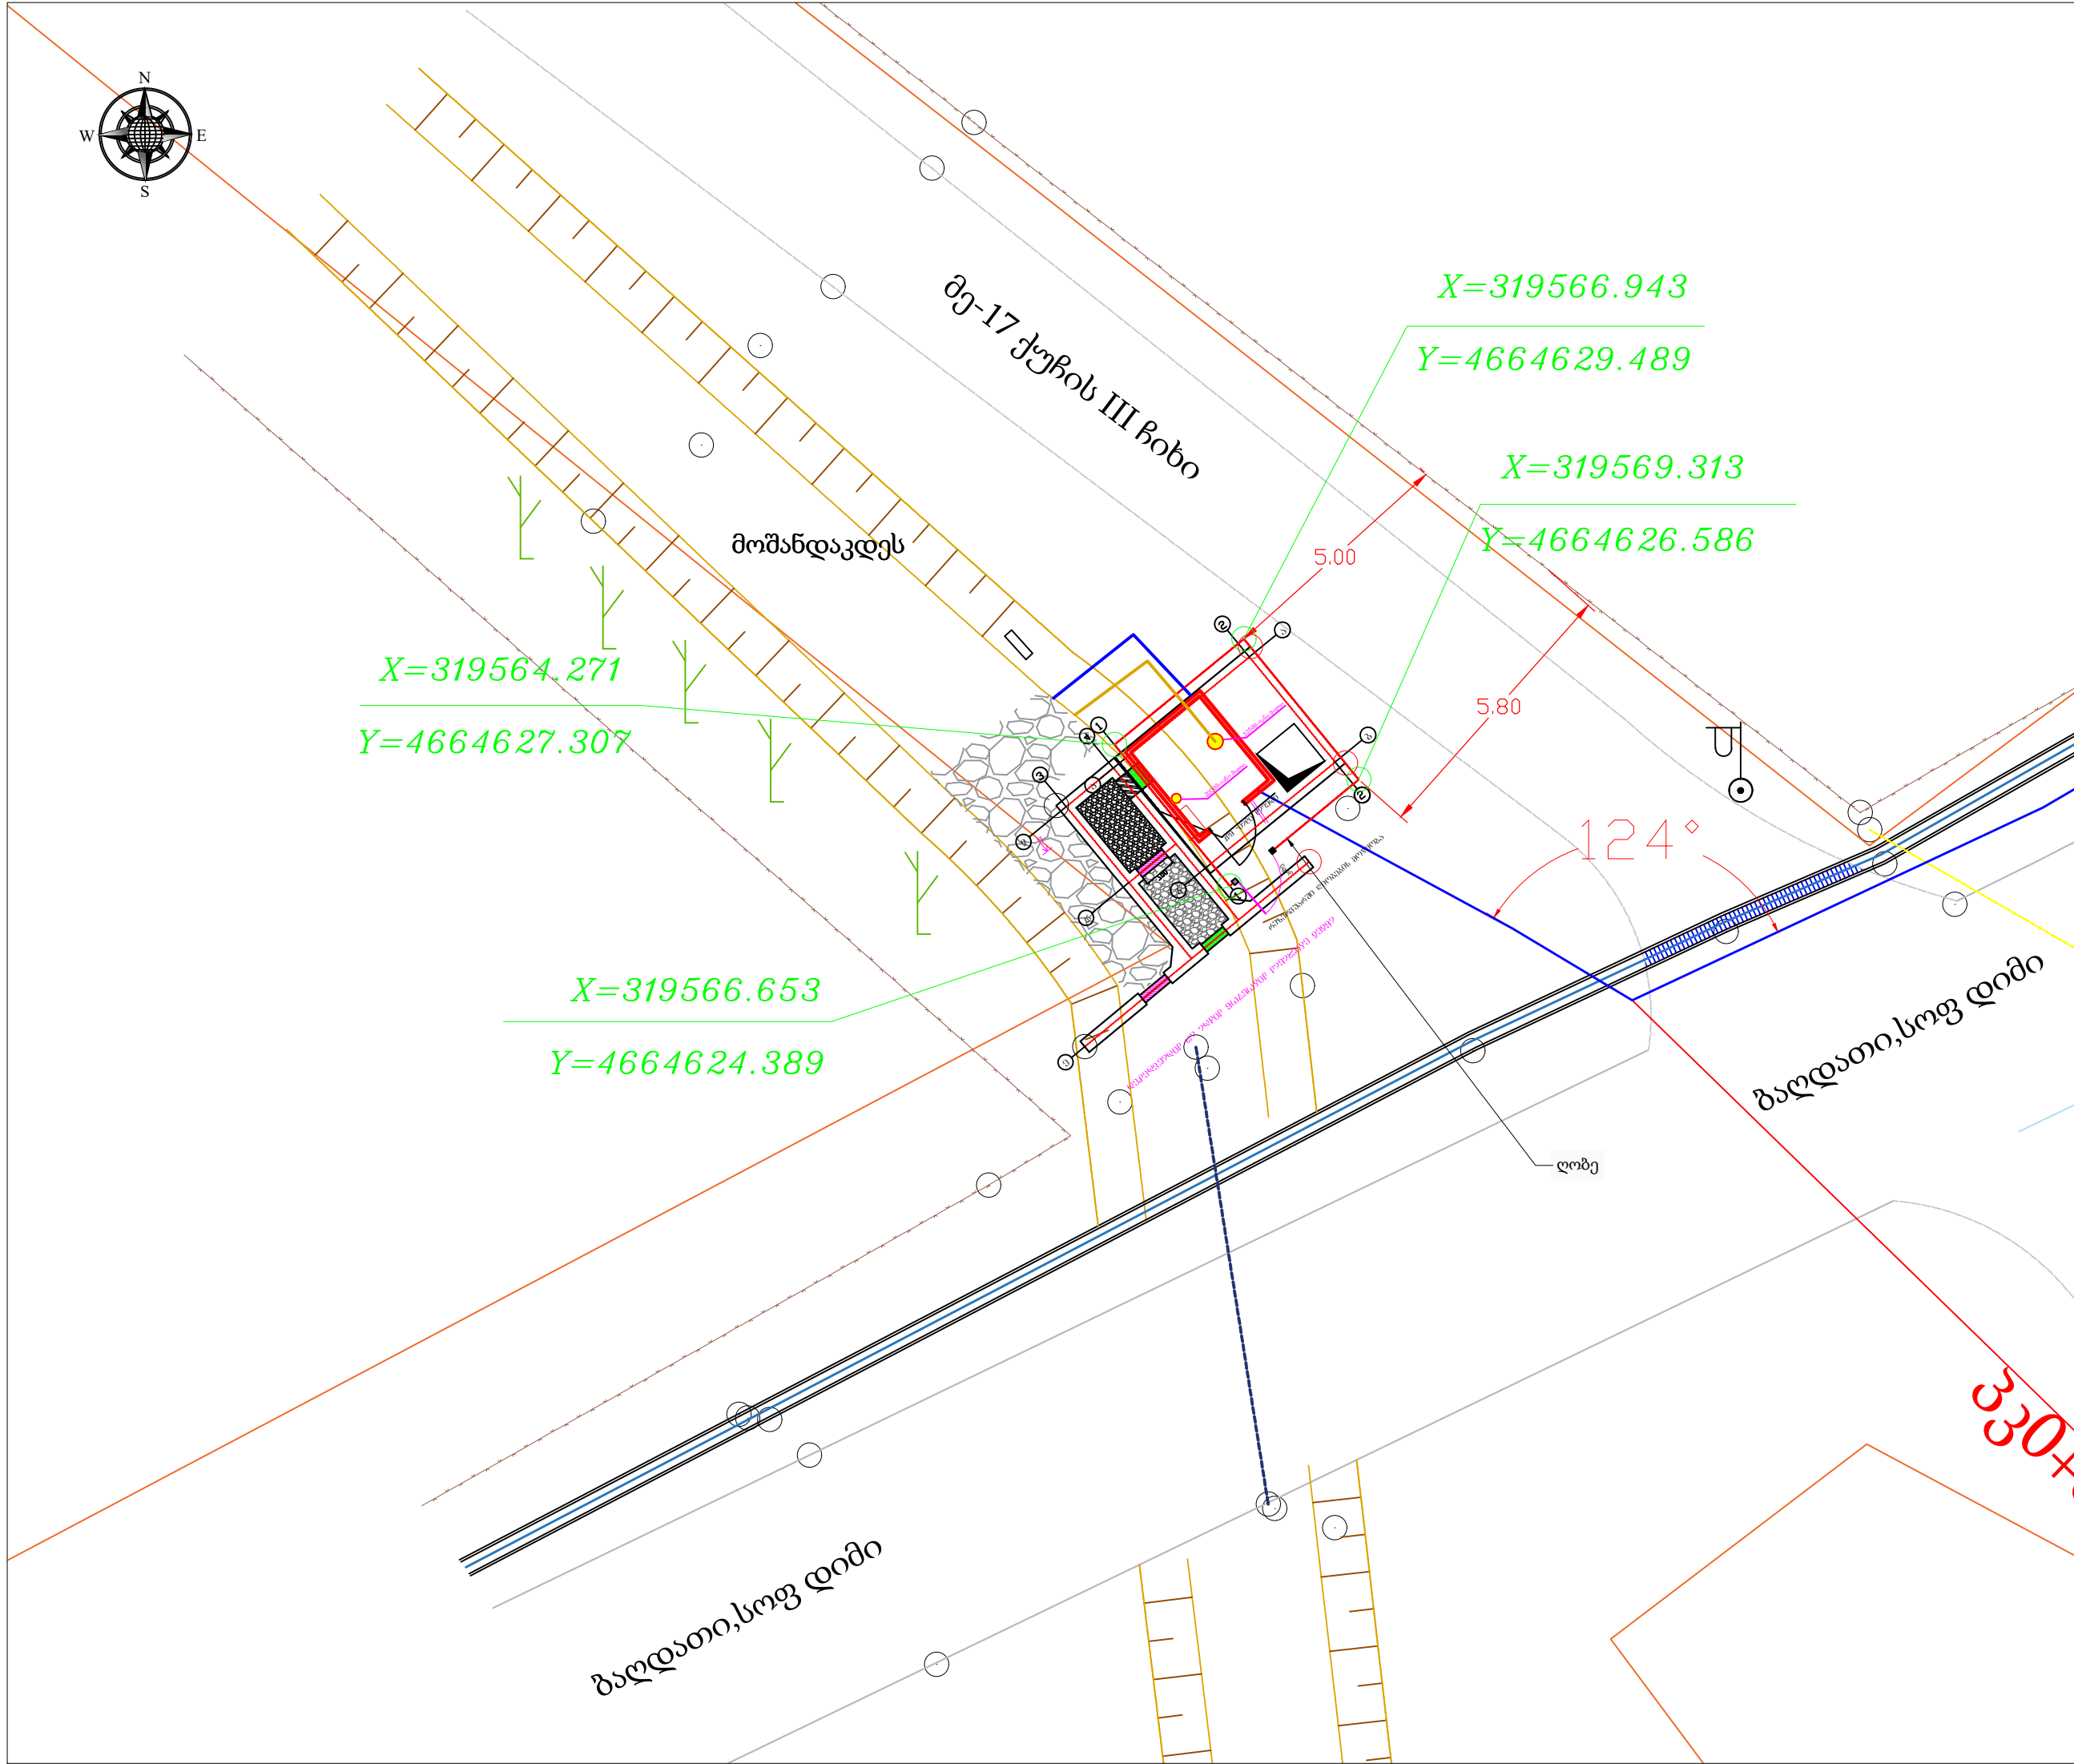 N
W E
S
მე-17 ქუჩის III ჩიხი
X=319566.943
Y=4664629.489
X=319569.313
Y=4664626.586
5.00
მოშანდაკდეს
5.80
X=319564.271
Y=4664627.307
124°
X=319566.653
Y=4664624.389
ბაღდათი,სოფ დიმი
ღობე
პკ0+
ბაღდათი,სოფ დიმი